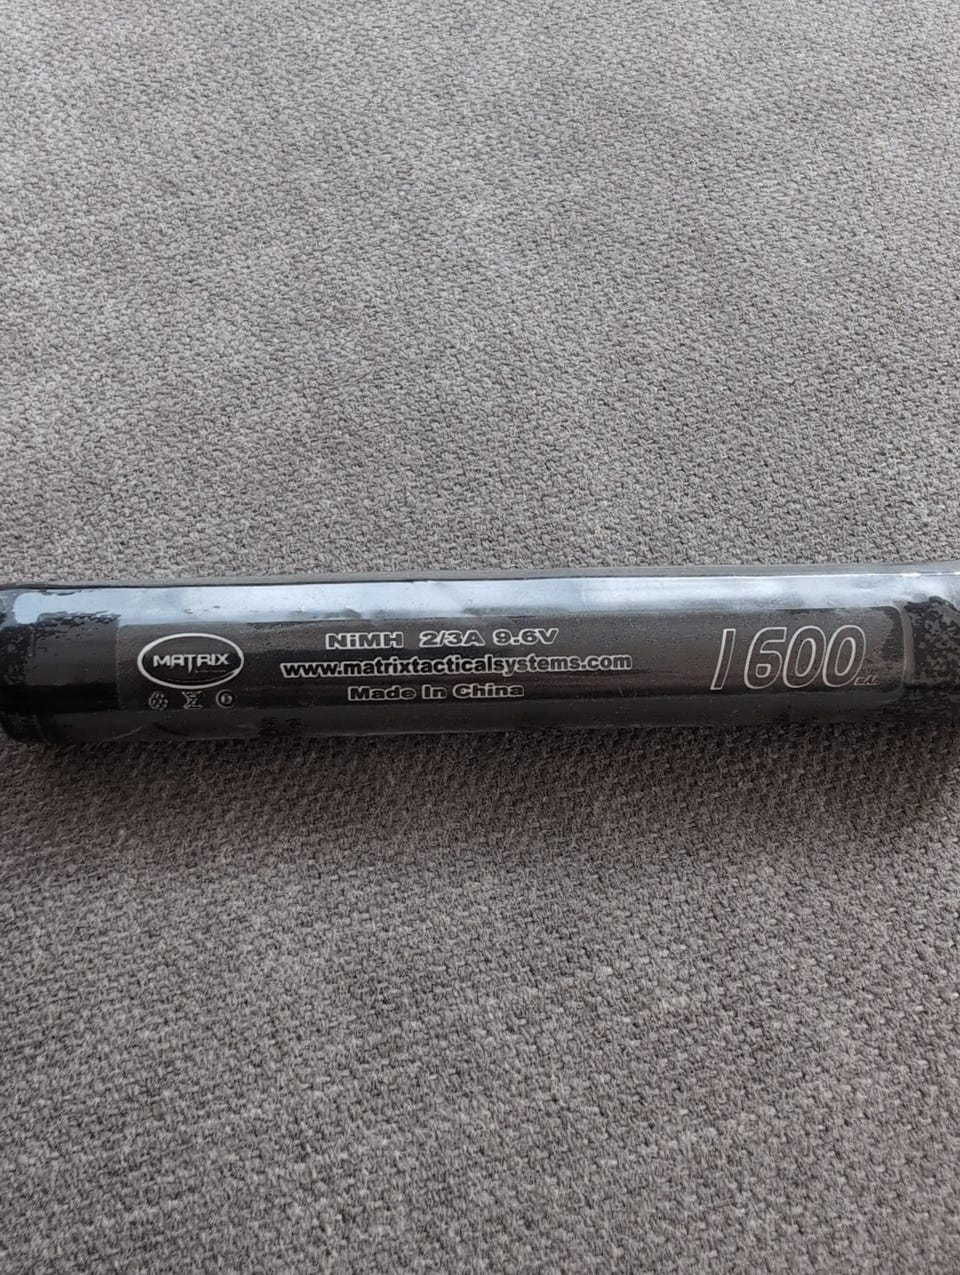 MATRIX
NiMH 2/3A 9.6V
www.matrixtacticalsystems.com
Made In China
1600